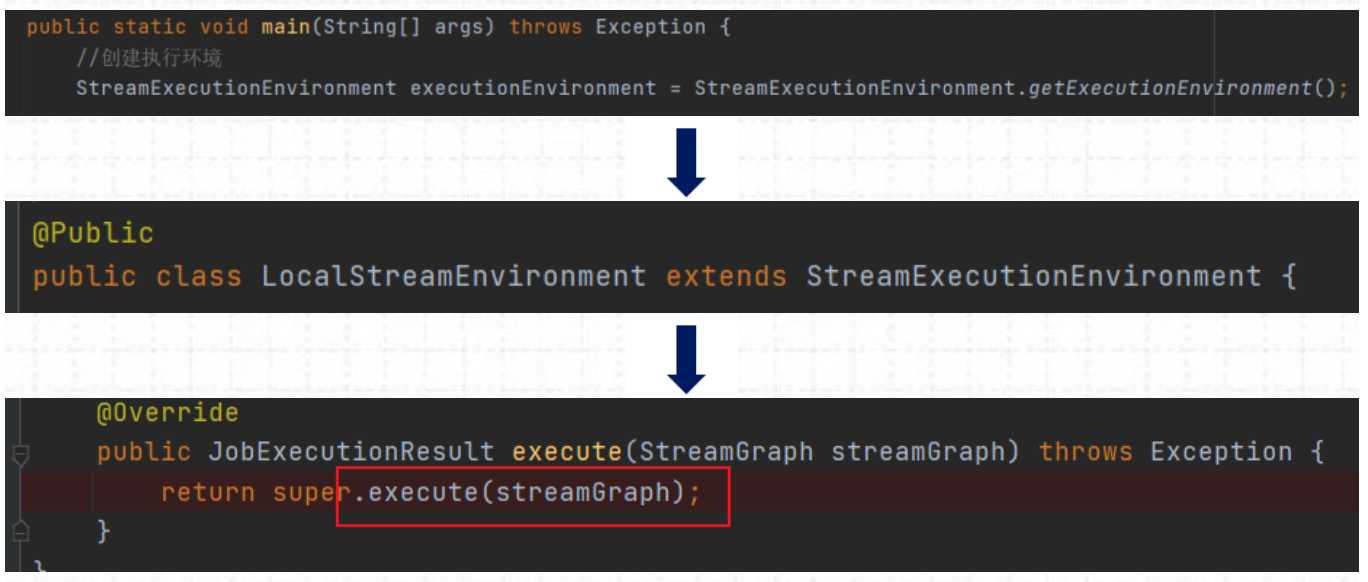 public static void main(String[] args) throws Exception {
//创建执行环境
StreamExecutionEnvironment executionEnvironment = StreamExecutionEnvironment.getExecutionEnvironment();
@Public
public class LocalStreamEnvironment extends StreamExecutionEnvironment {
@Override
public JobExecutionResult execute(StreamGraph streamGraph) throws Exception {
return super.execute(streamGraph);
}
}